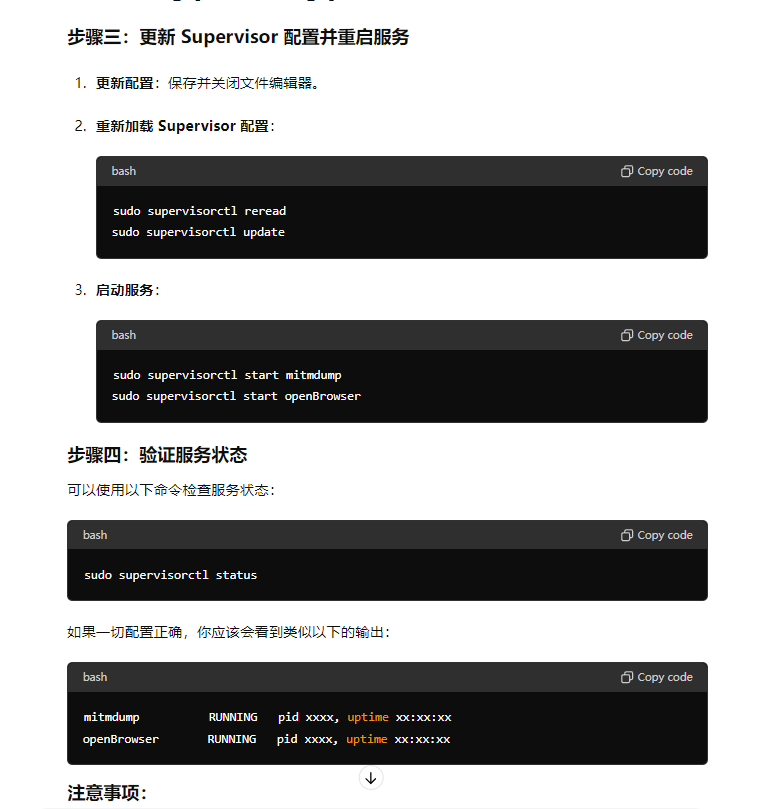 步骤三：更新 Supervisor 配置并重启服务
1. 更新配置：保存并关闭文件编辑器。
2. 重新加载 Supervisor 配置：
bash Copy code
sudo supervisorctl reread
sudo supervisorctl update
3. 启动服务：
bash Copy code
sudo supervisorctl start mitmdump
sudo supervisorctl start openBrowser
步骤四：验证服务状态
可以使用以下命令检查服务状态：
bash Copy code
sudo supervisorctl status
如果一切配置正确，你应该会看到类似以下的输出：
bash Copy code
mitmdump RUNNING pid xxxx, uptime xx:xx:xx
openBrowser RUNNING pid xxxx, uptime xx:xx:xx
注意事项：